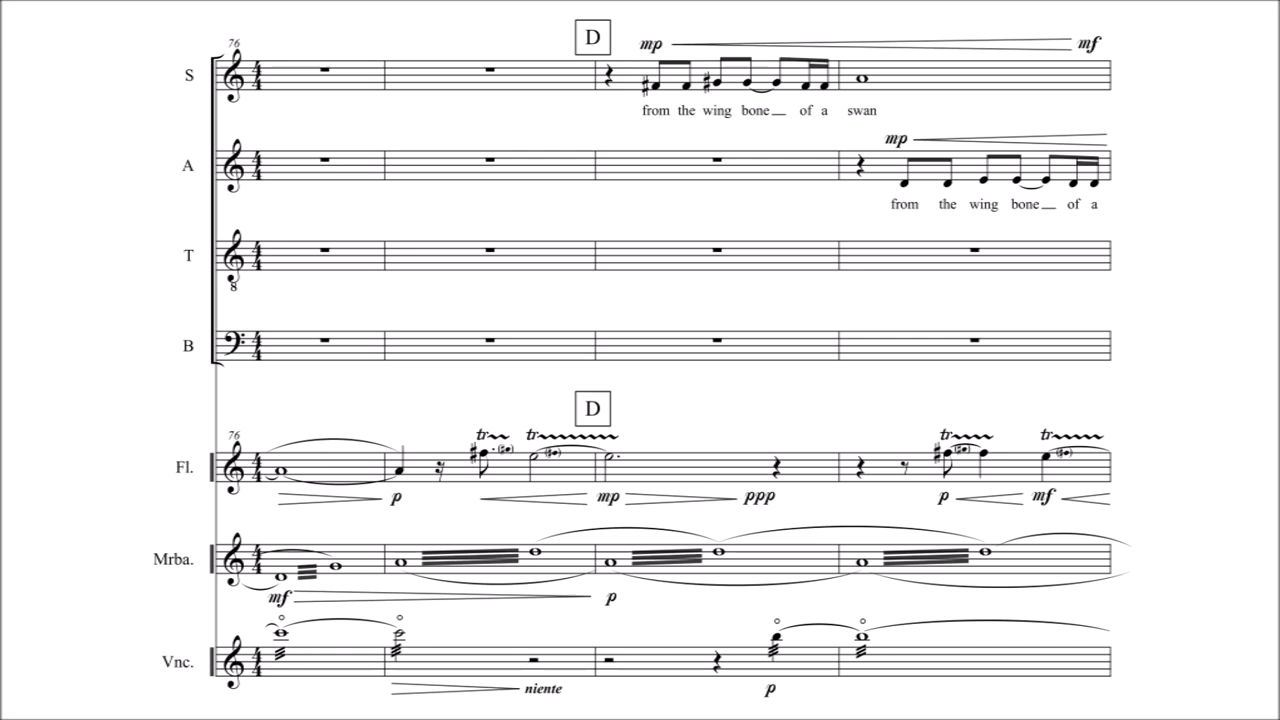 D
76
mp mf
S
from the wing bone of a swan
mp
A
from the wing bone of a
T
8
B
D
76
tr tr tr tr
Fl.
p mp ppp p mf
Mrba.
mf p
Vnc.
niente p